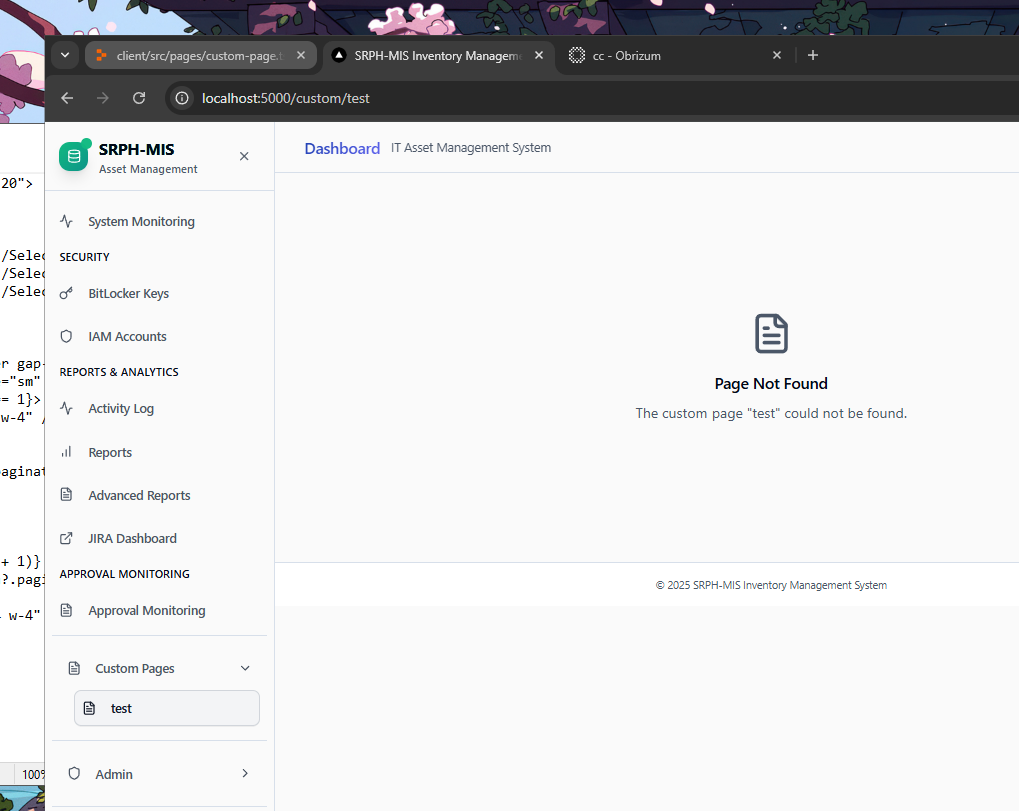 client/src/pages/custom-page.t
SRPH-MIS Inventory Managem
cc - Obrizum
localhost:5000/custom/test
20">
/Selec
/Selec
/Selec
er gap-
="sm"
= 1}>
w-4" /
aginat
+ 1)}
?.pagi
w-4"
100%
SRPH-MIS
Asset Management
System Monitoring
SECURITY
BitLocker Keys
IAM Accounts
REPORTS & ANALYTICS
Activity Log
Reports
Advanced Reports
JIRA Dashboard
APPROVAL MONITORING
Approval Monitoring
Custom Pages
test
Admin
Dashboard IT Asset Management System
Page Not Found
The custom page "test" could not be found.
© 2025 SRPH-MIS Inventory Management System